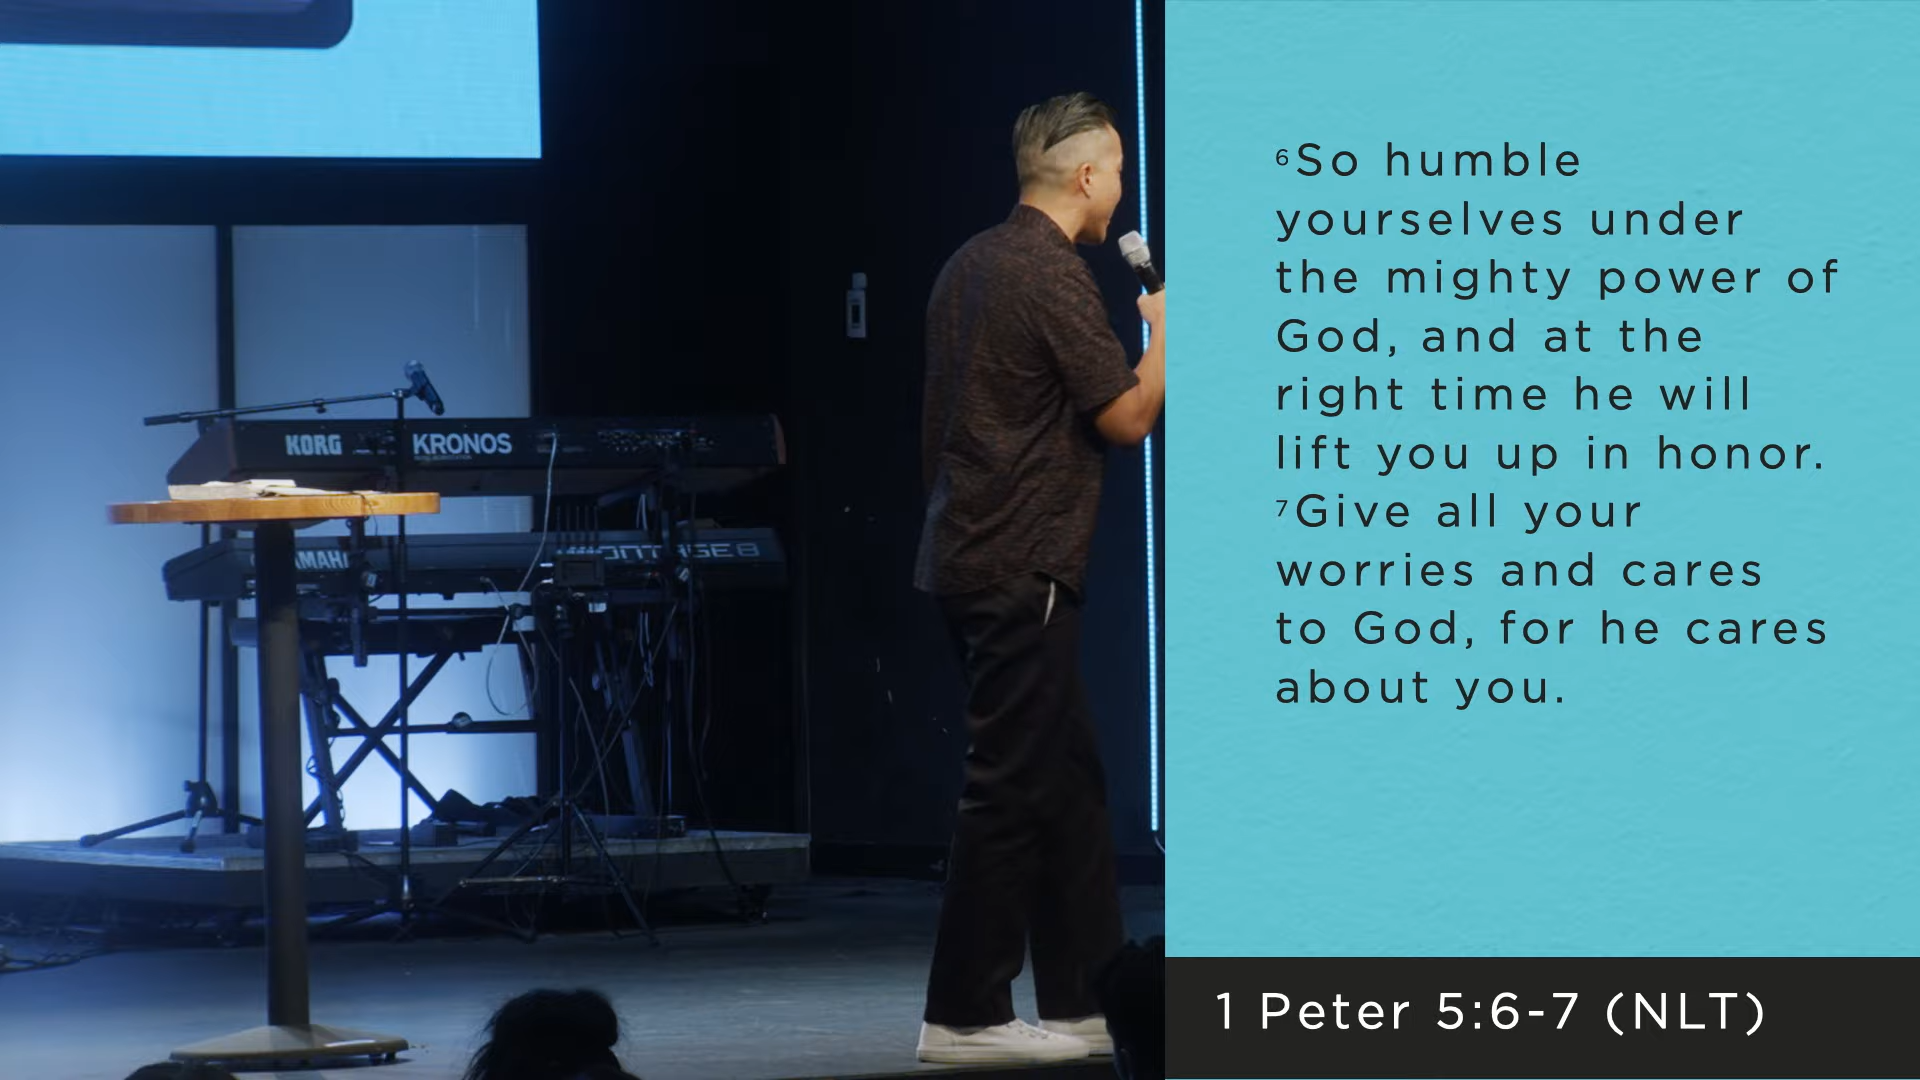 KORG
KRONOS
⁶So humble
yourselves under
the mighty power of
God, and at the
right time he will
lift you up in honor.
⁷Give all your
worries and cares
to God, for he cares
about you.
1 Peter 5:6-7 (NLT)